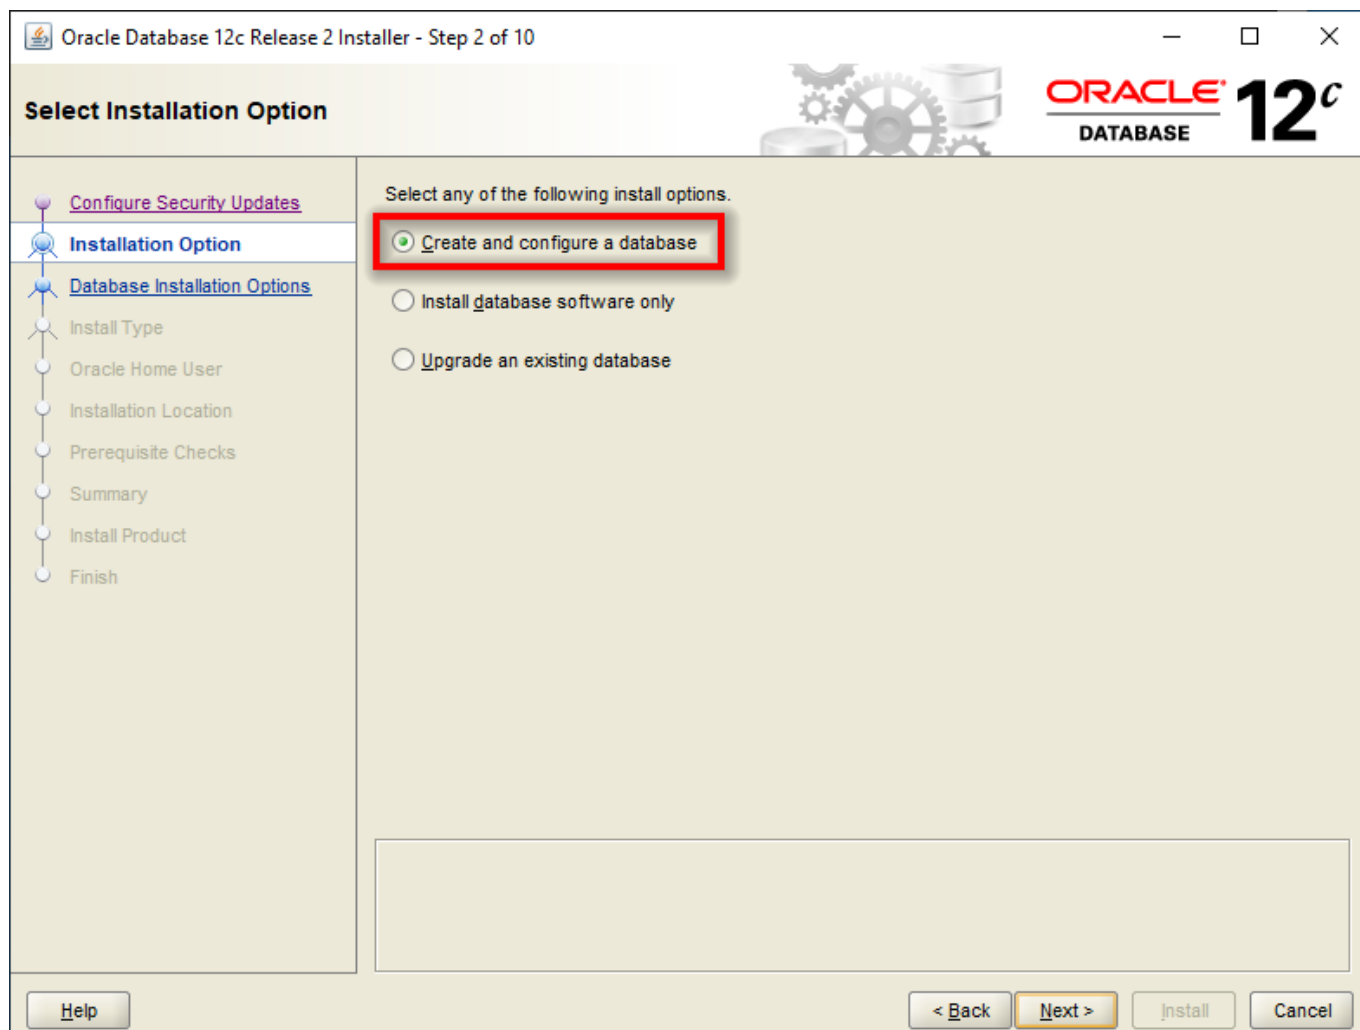 Oracle Database 12c Release 2 Installer - Step 2 of 10
Select Installation Option
ORACLE
DATABASE
12c
Configure Security Updates
Installation Option
Database Installation Options
Install Type
Oracle Home User
Installation Location
Prerequisite Checks
Summary
Install Product
Finish
Select any of the following install options.
Create and configure a database
Install database software only
Upgrade an existing database
Help
< Back
Next >
Install
Cancel